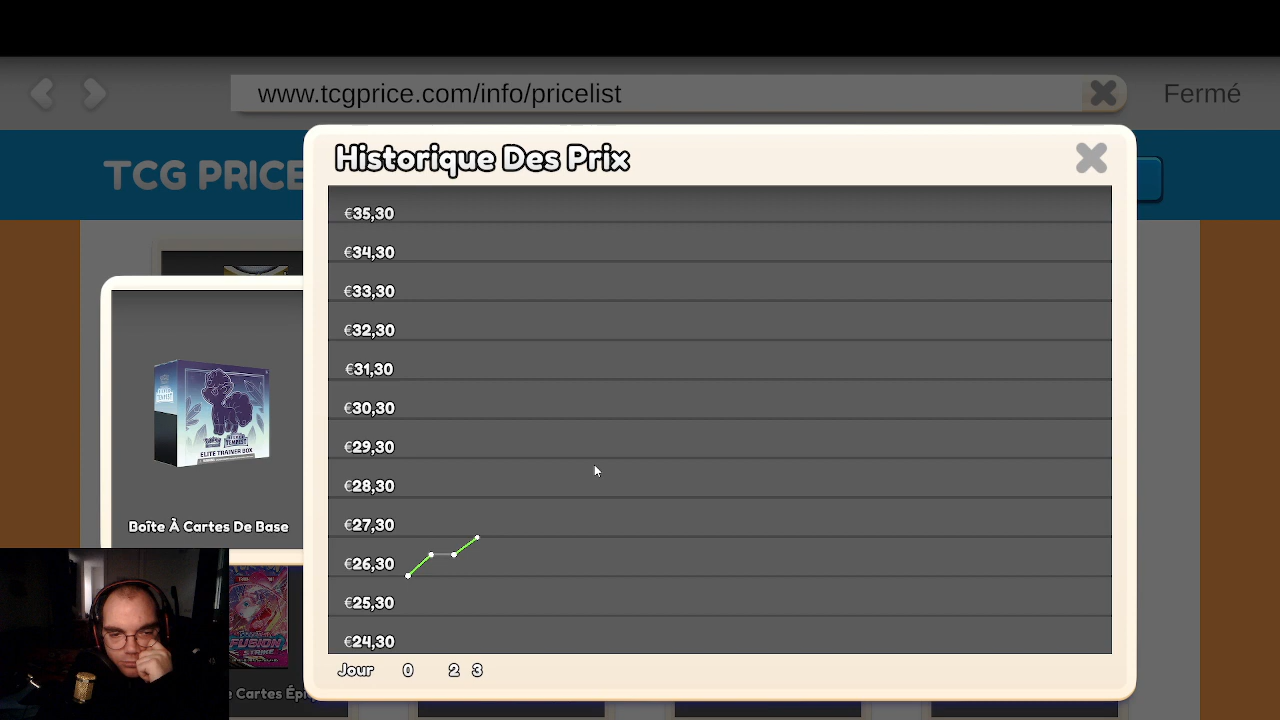 www.tcgprice.com/info/pricelist
Fermé
TCG PRICE
Historique Des Prix
€35,30
€34,30
€33,30
€32,30
€31,30
€30,30
€29,30
€28,30
€27,30
€26,30
€25,30
€24,30
Jour 0 2 3
ELITE TRAINER BOX
Boîte À Cartes De Base
FUSION
STRIKE